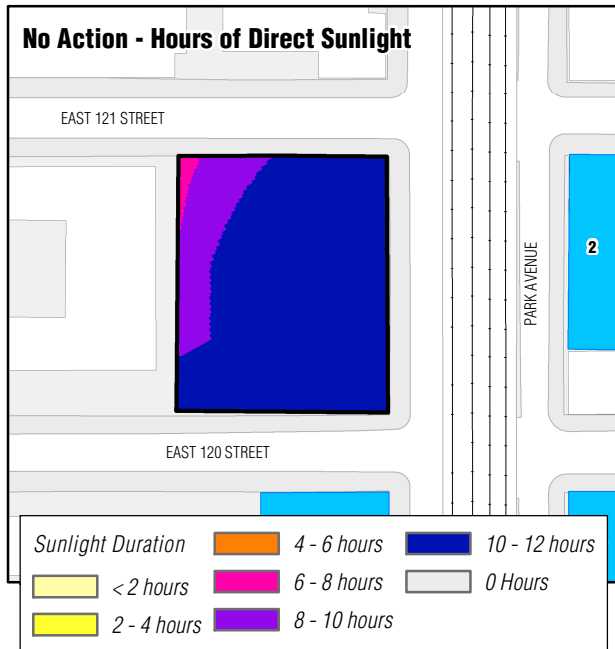 No Action - Hours of Direct Sunlight
EAST 121 STREET
PARK AVENUE
2
EAST 120 STREET
Sunlight Duration
< 2 hours
2 - 4 hours
4 - 6 hours
6 - 8 hours
8 - 10 hours
10 - 12 hours
0 Hours